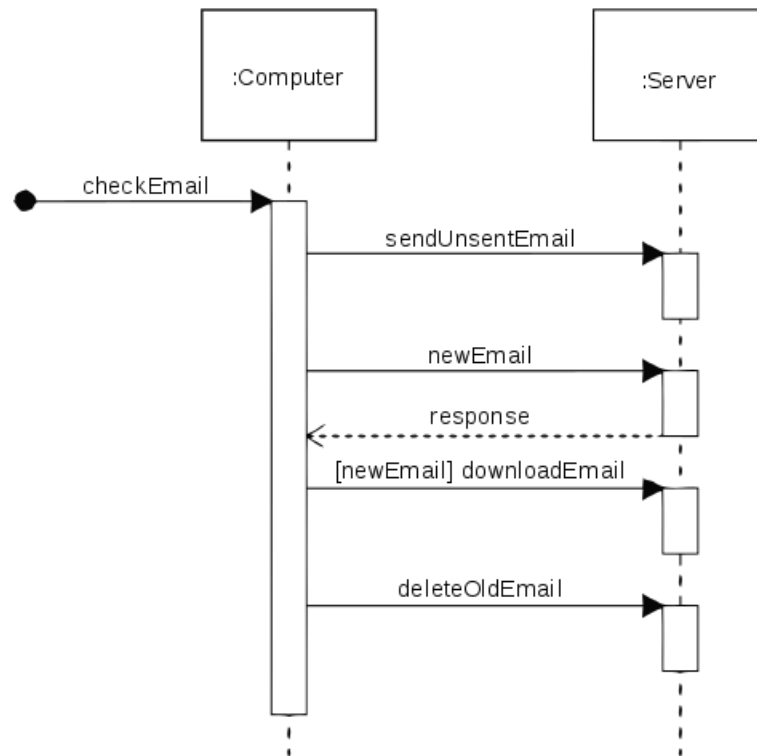 :Computer
:Server
checkEmail
sendUnsentEmail
newEmail
response
[newEmail] downloadEmail
deleteOldEmail